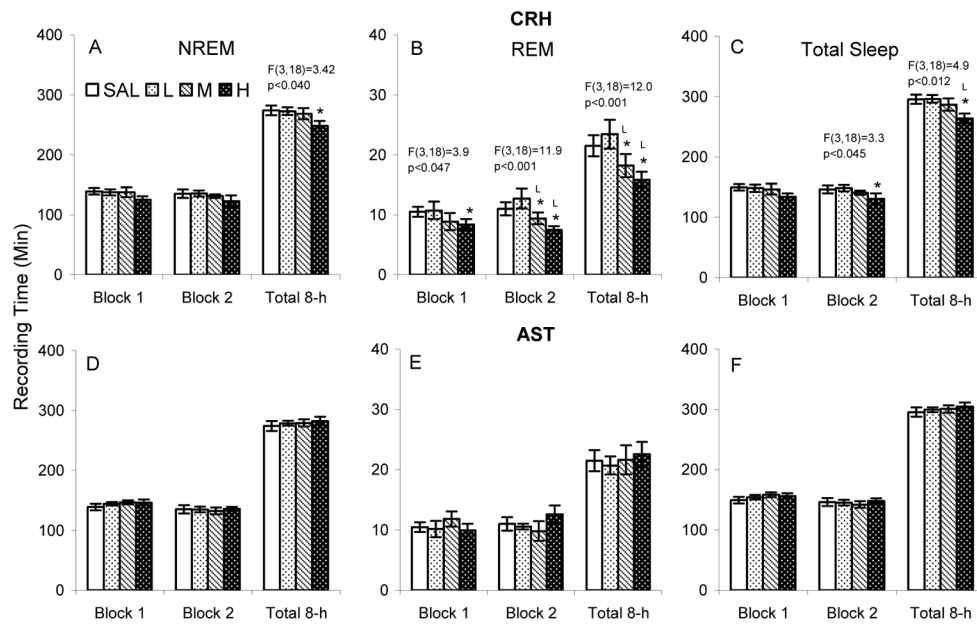 CRH
A
NREM
400
300
200
100
0
SAL L M H
F(3,18)=3.42
p<0.040
*
Block 1 Block 2 Total 8-h
B
REM
40
30
20
10
0
F(3,18)=3.9
p<0.047
*
F(3,18)=11.9
p<0.001
L
*
L
*
F(3,18)=12.0
p<0.001
L
*
L
*
Block 1 Block 2 Total 8-h
C
Total Sleep
400
300
200
100
0
F(3,18)=3.3
p<0.045
*
F(3,18)=4.9
p<0.012
L
*
Block 1 Block 2 Total 8-h
Recording Time (Min)
AST
D
400
300
200
100
0
Block 1 Block 2 Total 8-h
E
40
30
20
10
0
Block 1 Block 2 Total 8-h
F
400
300
200
100
0
Block 1 Block 2 Total 8-h